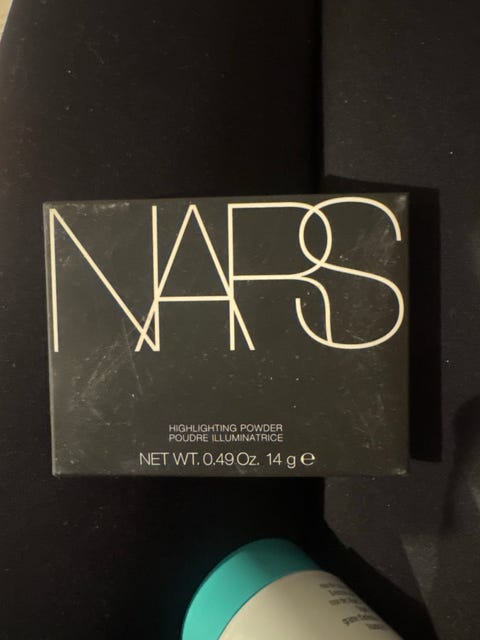 NARS
HIGHLIGHTING POWDER
POUDRE ILLUMINATRICE
NET WT. 0.49 Oz. 14 g ℮